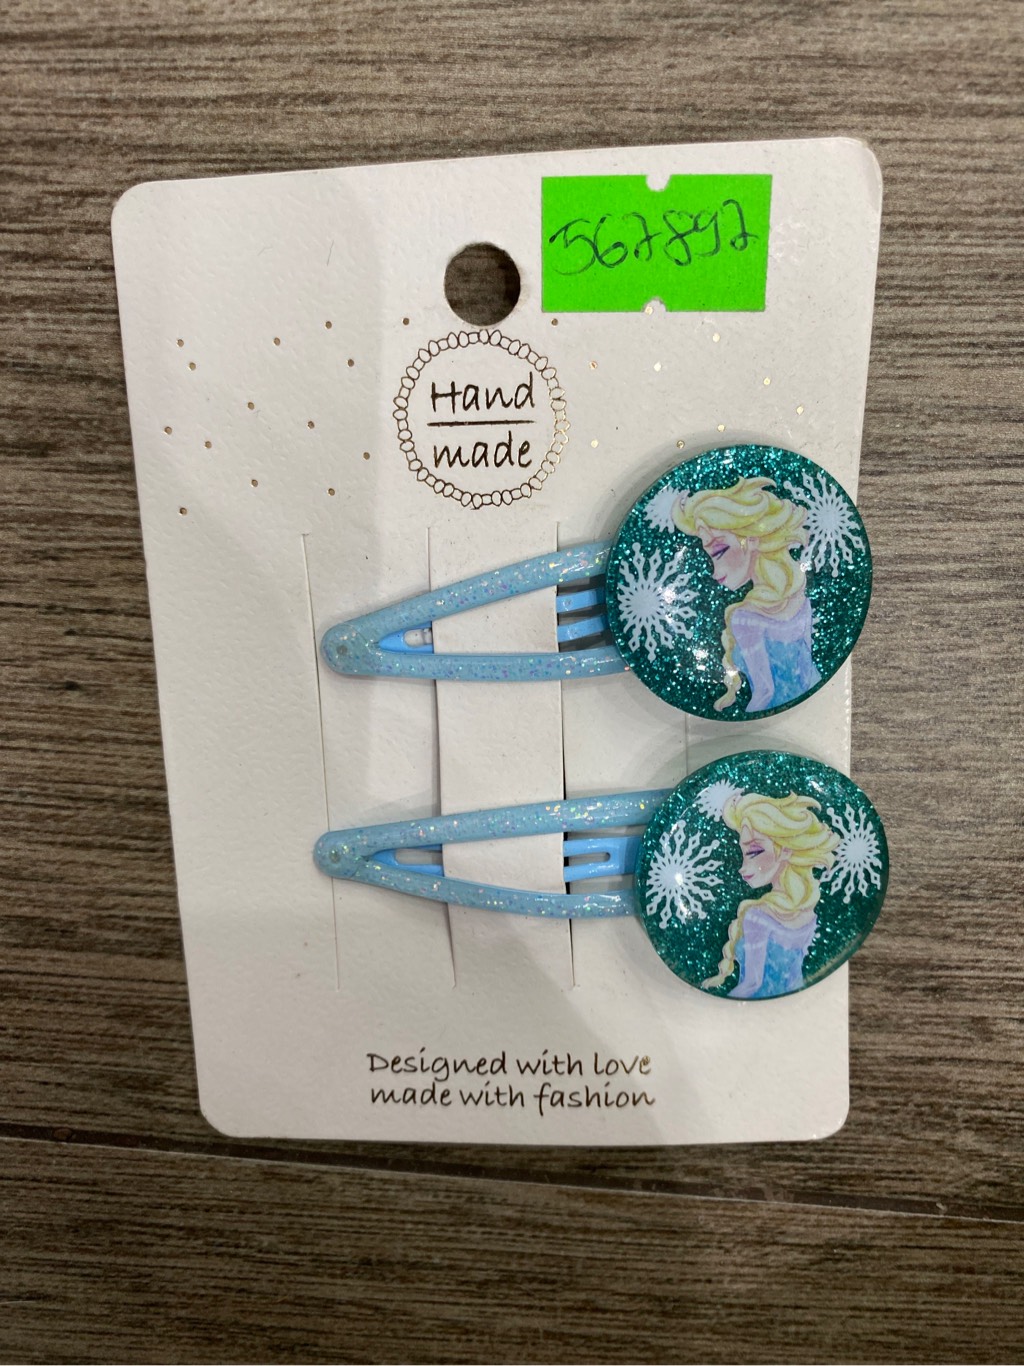 567892
Hand
made
Designed with love
made with fashion